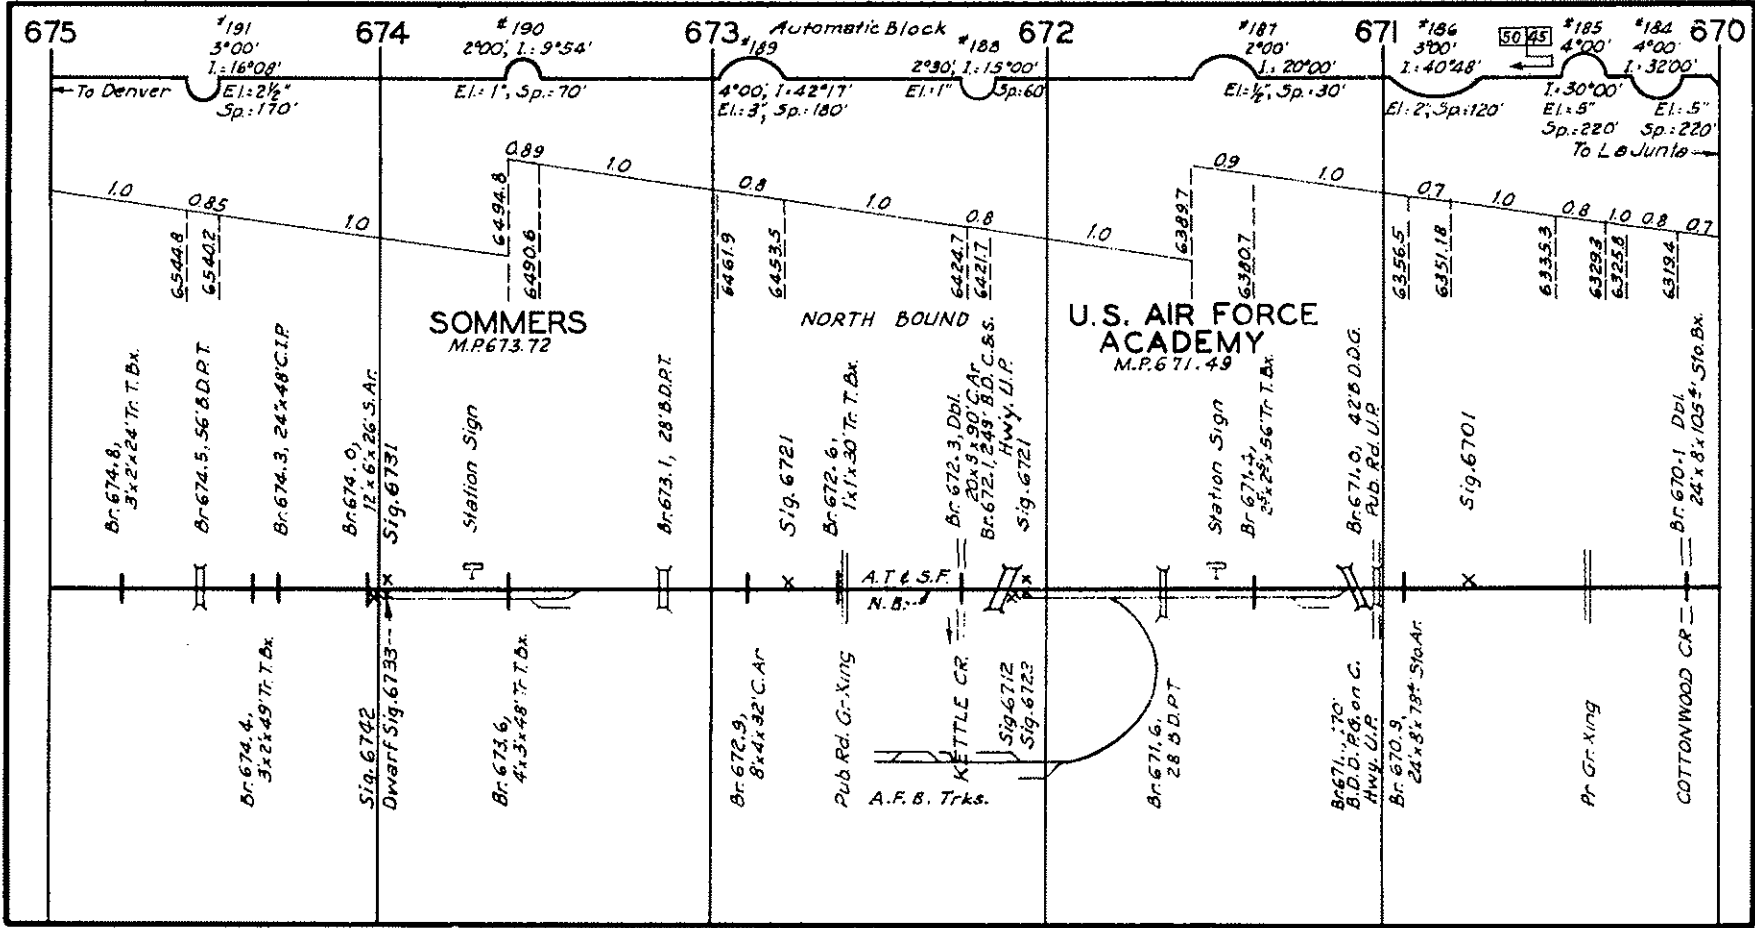 675
#191
3°00'
I.=16°08'
El.=2½"
Sp.=170'
674
#190
2°00', I.=9°54'
El.=1", Sp.=70'
673
#189
4°00', I.=42°17'
El.=3", Sp.=180'
Automatic Block
#188
2°30', I.=15°00'
El.=1"
Sp.=60'
672
#187
2°00'
I.=20°00'
El.=½", Sp.=30'
671
#186
3°00'
I.=40°48'
El.=2", Sp.=120'
50 45
#185
4°00'
I.=30°00'
El.=5"
Sp.=220'
#184
4°00'
I.=32°00'
El.=5"
Sp.=220'
670
To Denver
To La Junta
1.0
0.85
1.0
0.89
1.0
0.8
1.0
0.8
1.0
0.9
1.0
0.7
1.0
0.8
1.0
0.8
0.7
6544.8
6540.2
6494.8
6490.6
6461.9
6453.5
6424.7
6421.7
6389.7
6380.7
6356.5
6351.18
6335.3
6329.3
6325.8
6319.4
SOMMERS
M.P.673.72
NORTH BOUND
U.S. AIR FORCE
ACADEMY
M.P.671.49
Br.674.8,
3'x2'x24'Tr.T.Bx.
Br.674.5, 56'B.D.P.T.
Br.674.3, 24"x48'C.I.P.
Br.674.0,
12'x6'x26'S.Ar.
Sig.6731
Station Sign
Br.673.1, 28'B.D.P.T.
Sig.6721
Br.672.6,
1'x1'x30'Tr.T.Bx.
Br.672.3, Dbl.
20'x9'x90'C.Ar.
Br.672.1, 249' B.D. C.&S.
Hwy. U.P.
Sig.6721
Station Sign
Br.671.0, 42'B.D.D.G.
Pub. Rd. U.P.
Sig.6701
Br.670.1 Dbl.
24'x8'x105± Sto.Bx.
A.T.&S.F.
N.B.
Br.674.4,
3'x2'x49'Tr.T.Bx.
Sig.6742
Dwarf Sig.6733
Br.673.6,
4'x3'x48'Tr.T.Bx.
Br.672.9,
8'x4'x32'C.Ar.
Pub.Rd.Gr.Xing
KETTLE CR.
Sig.6712
Sig.6723
A.F.B. Trks.
Br.671.6,
28'B.D.P.T.
B.D.D.P.G. on C.
Hwy. U.P.
Br.670.9,
24'x8'x78± Sto.Ar.
Pr. Gr. Xing
COTTONWOOD CR.